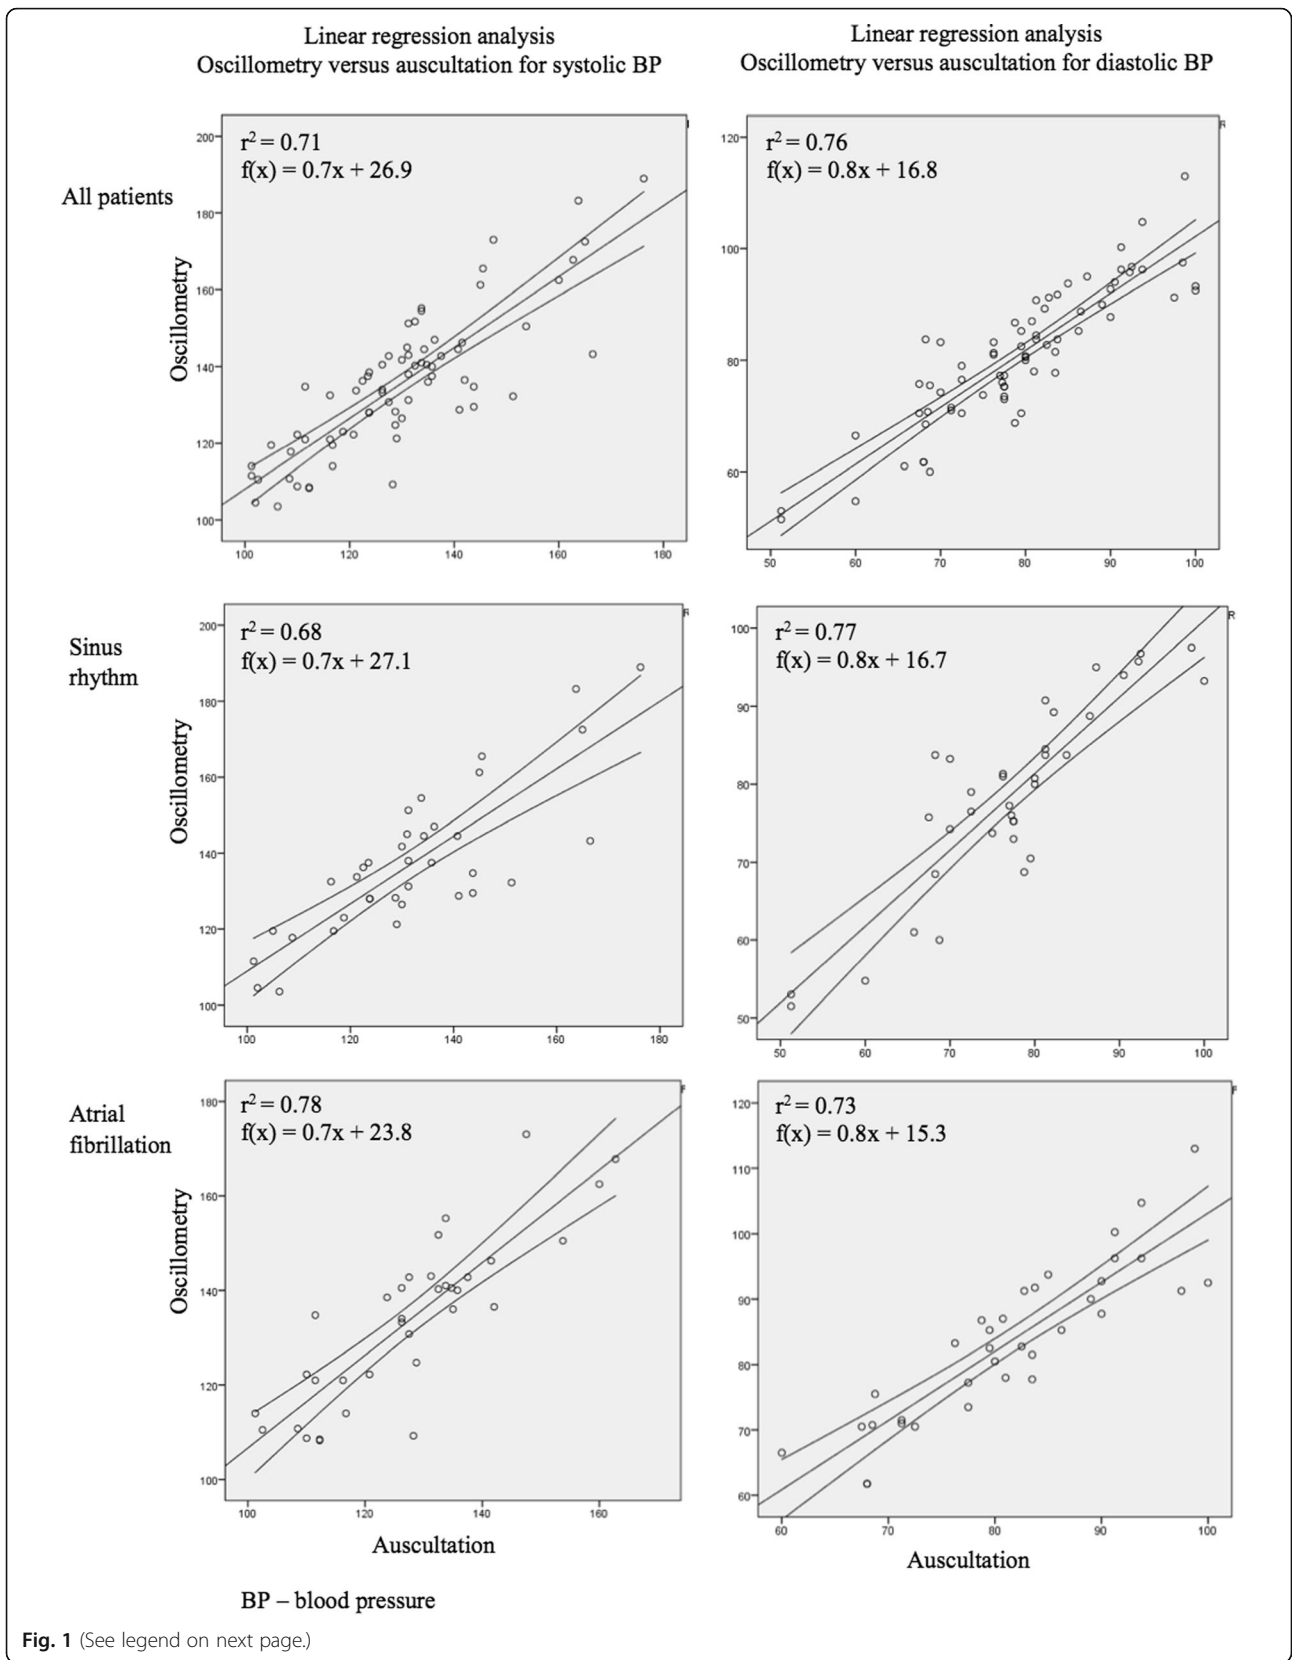 Linear regression analysis
Oscillometry versus auscultation for systolic BP
Linear regression analysis
Oscillometry versus auscultation for diastolic BP
All patients
Oscillometry
r² = 0.71
f(x) = 0.7x + 26.9
200
180
160
140
120
100
100 120 140 160 180
r² = 0.76
f(x) = 0.8x + 16.8
120
100
80
60
50 60 70 80 90 100
Sinus
rhythm
Oscillometry
r² = 0.68
f(x) = 0.7x + 27.1
200
180
160
140
120
100
100 120 140 160 180
r² = 0.77
f(x) = 0.8x + 16.7
R
100
90
80
70
60
50
50 60 70 80 90 100
Atrial
fibrillation
Oscillometry
r² = 0.78
f(x) = 0.7x + 23.8
180
160
140
120
100
100 120 140 160
Auscultation
r² = 0.73
f(x) = 0.8x + 15.3
120
110
100
90
80
70
60
60 70 80 90 100
Auscultation
BP – blood pressure
Fig. 1 (See legend on next page.)